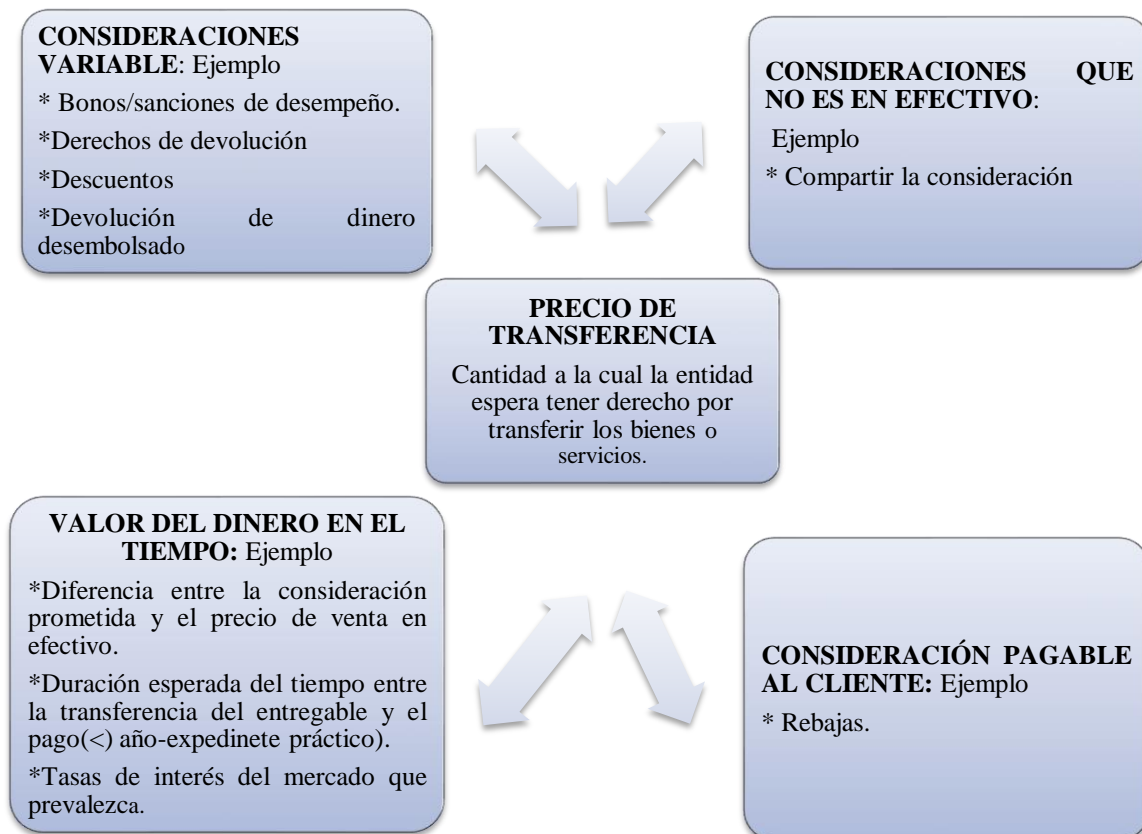 CONSIDERACIONES
VARIABLE: Ejemplo
* Bonos/sanciones de desempeño.
*Derechos de devolución
*Descuentos
*Devolución de dinero
desembolsado
CONSIDERACIONES QUE
NO ES EN EFECTIVO:
Ejemplo
* Compartir la consideración
PRECIO DE
TRANSFERENCIA
Cantidad a la cual la entidad
espera tener derecho por
transferir los bienes o
servicios.
VALOR DEL DINERO EN EL
TIEMPO: Ejemplo
*Diferencia entre la consideración
prometida y el precio de venta en
efectivo.
*Duración esperada del tiempo entre
la transferencia del entregable y el
pago(<) año-expedinete práctico).
*Tasas de interés del mercado que
prevalezca.
CONSIDERACIÓN PAGABLE
AL CLIENTE: Ejemplo
* Rebajas.